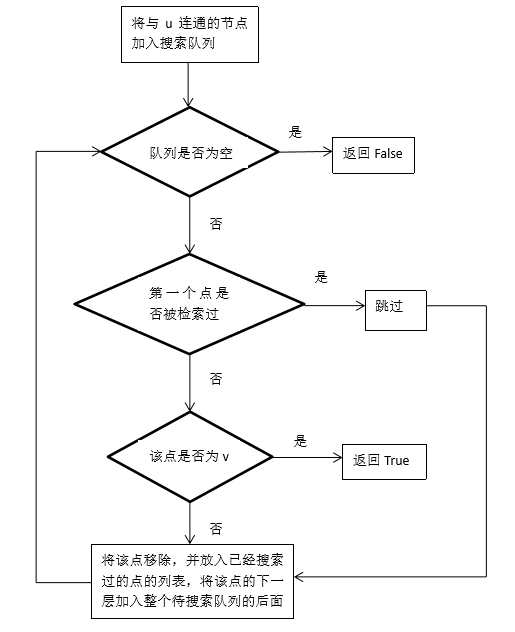 将与 u 连通的节点
加入搜索队列
是
队列是否为空
返回 False
否
是
第一个点是
否被检索过
跳过
否
是
该点是否为 v
返回 True
否
将该点移除，并放入已经搜索
过的点的列表，将该点的下一
层加入整个待搜索队列的后面